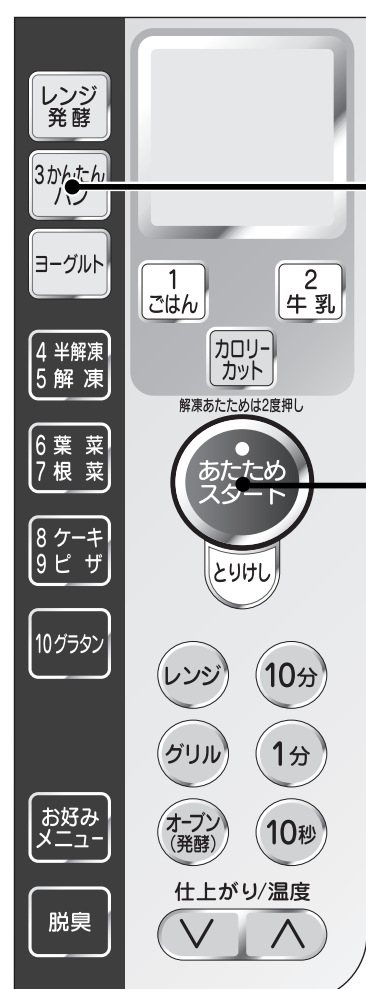 レンジ
発酵
3かんたん
パン
ヨーグルト
4 半解凍
5 解 凍
6 葉 菜
7 根 菜
8 ケーキ
9 ピ ザ
10グラタン
お好み
メニュー
脱臭
1
ごはん
2
牛 乳
カロリー
カット
解凍あたためは2度押し
あたため
スタート
とりけし
レンジ
10分
グリル
1分
オーブン
(発酵)
10秒
仕上がり/温度